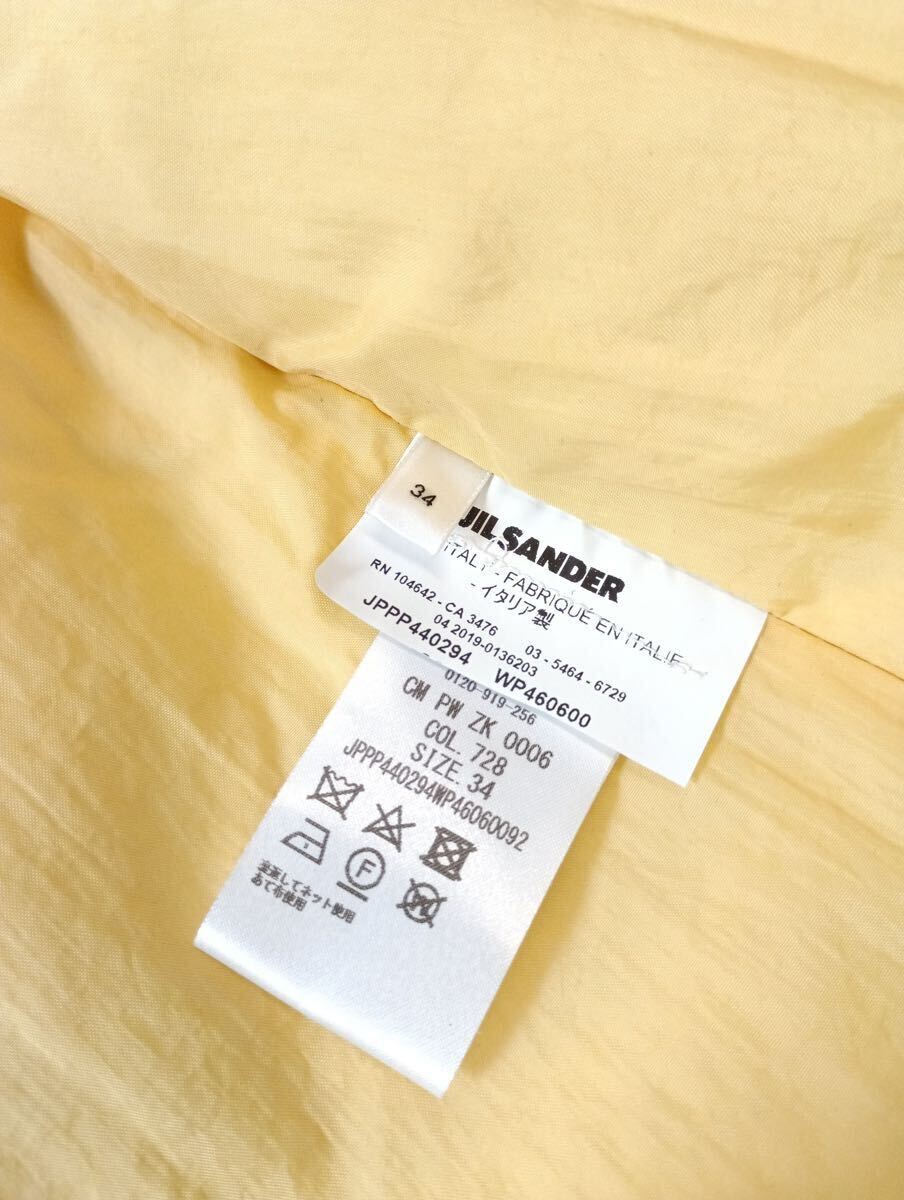 34
JIL SANDER
ITALY - FABRIQUÉ EN ITALIE
- イタリア製
RN 104642 - CA 3476 03 - 5464 - 6729
04 2019-0136203
JPPP440294 WP460600
0120-919-256
CM PW ZK 0006
COL. 728
SIZE. 34
JPPP440294WP46060092
F
裏返してネット使用
あて布使用